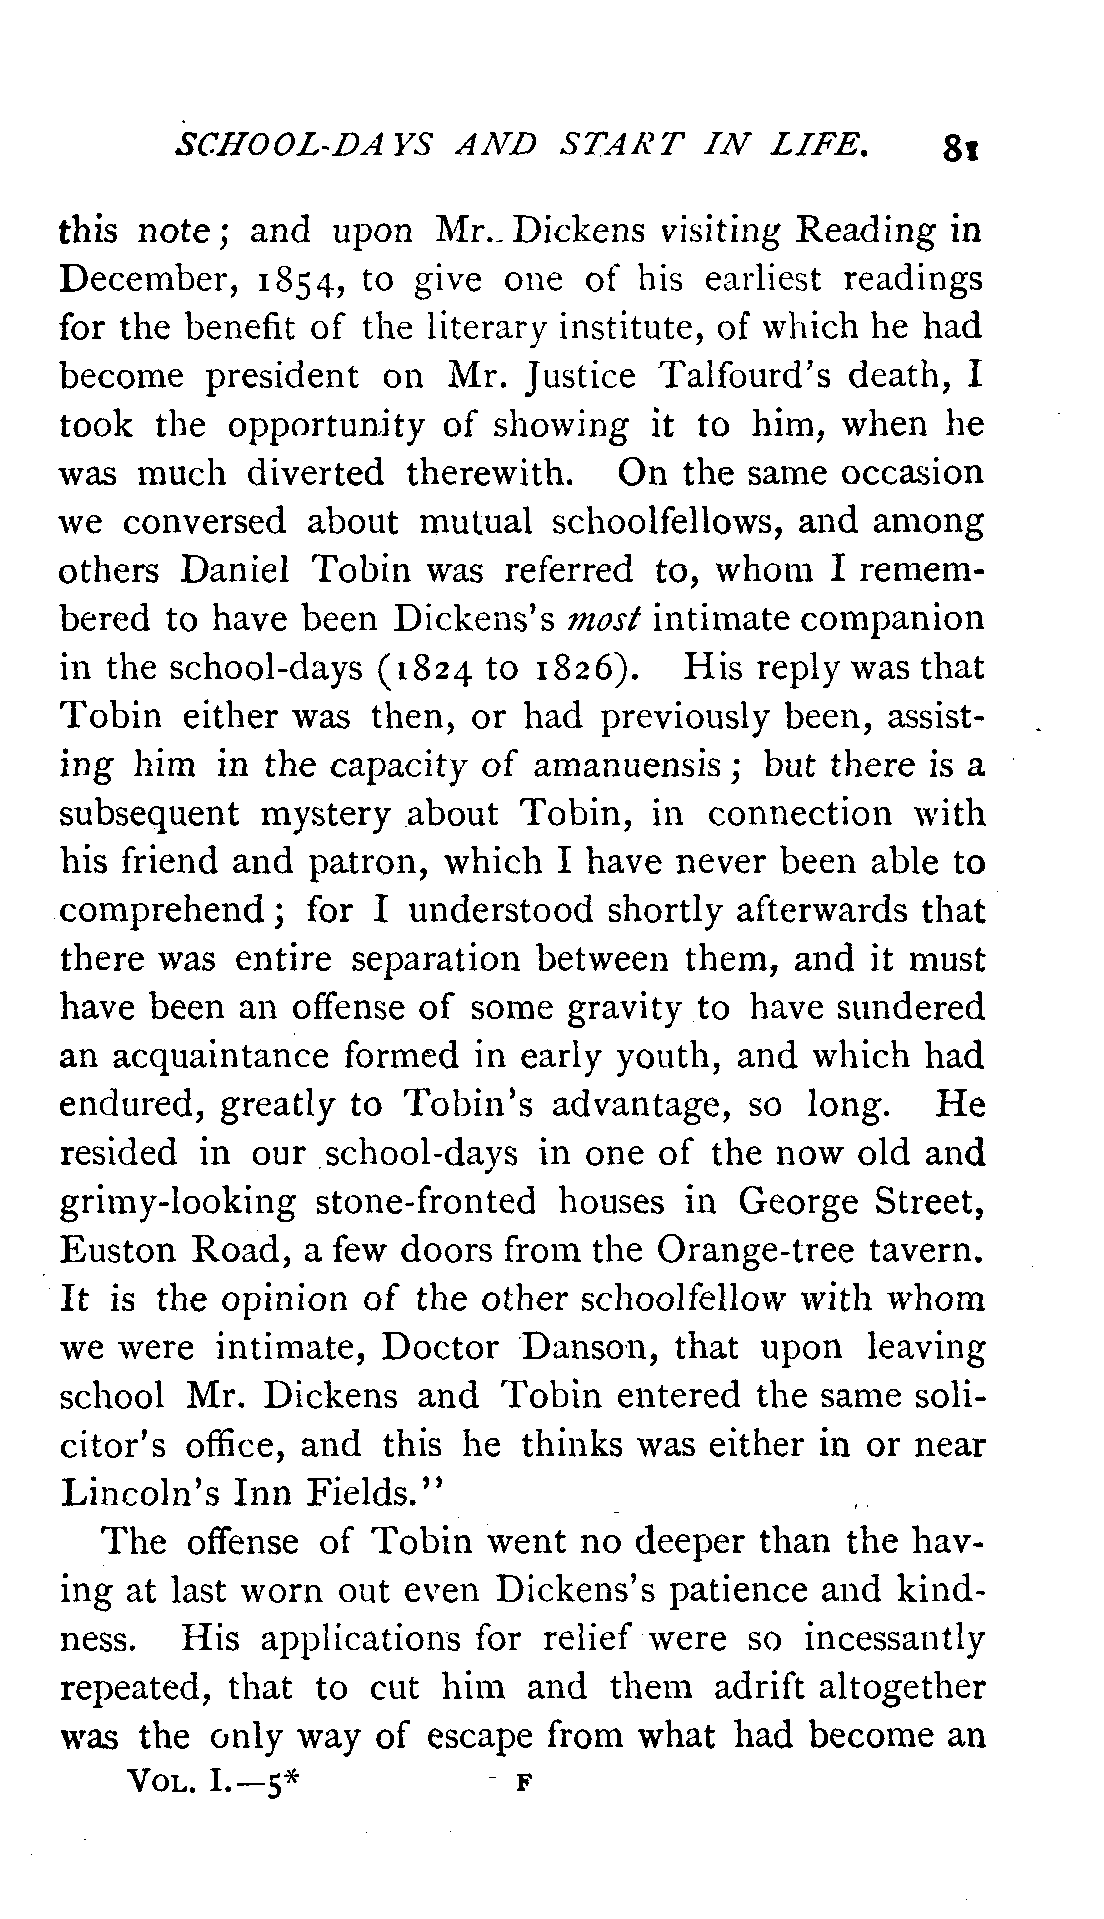 SCHOOL-DAYS AND START IN LIFE. 81
this note; and upon Mr. Dickens visiting Reading in
December, 1854, to give one of his earliest readings
for the benefit of the literary institute, of which he had
become president on Mr. Justice Talfourd's death, I
took the opportunity of showing it to him, when he
was much diverted therewith. On the same occasion
we conversed about mutual schoolfellows, and among
others Daniel Tobin was referred to, whom I remem-
bered to have been Dickens's most intimate companion
in the school-days (1824 to 1826). His reply was that
Tobin either was then, or had previously been, assist-
ing him in the capacity of amanuensis; but there is a
subsequent mystery about Tobin, in connection with
his friend and patron, which I have never been able to
comprehend; for I understood shortly afterwards that
there was entire separation between them, and it must
have been an offense of some gravity to have sundered
an acquaintance formed in early youth, and which had
endured, greatly to Tobin's advantage, so long. He
resided in our school-days in one of the now old and
grimy-looking stone-fronted houses in George Street,
Euston Road, a few doors from the Orange-tree tavern.
It is the opinion of the other schoolfellow with whom
we were intimate, Doctor Danson, that upon leaving
school Mr. Dickens and Tobin entered the same soli-
citor's office, and this he thinks was either in or near
Lincoln's Inn Fields."
The offense of Tobin went no deeper than the hav-
ing at last worn out even Dickens's patience and kind-
ness. His applications for relief were so incessantly
repeated, that to cut him and them adrift altogether
was the only way of escape from what had become an
VOL. I.—5* F